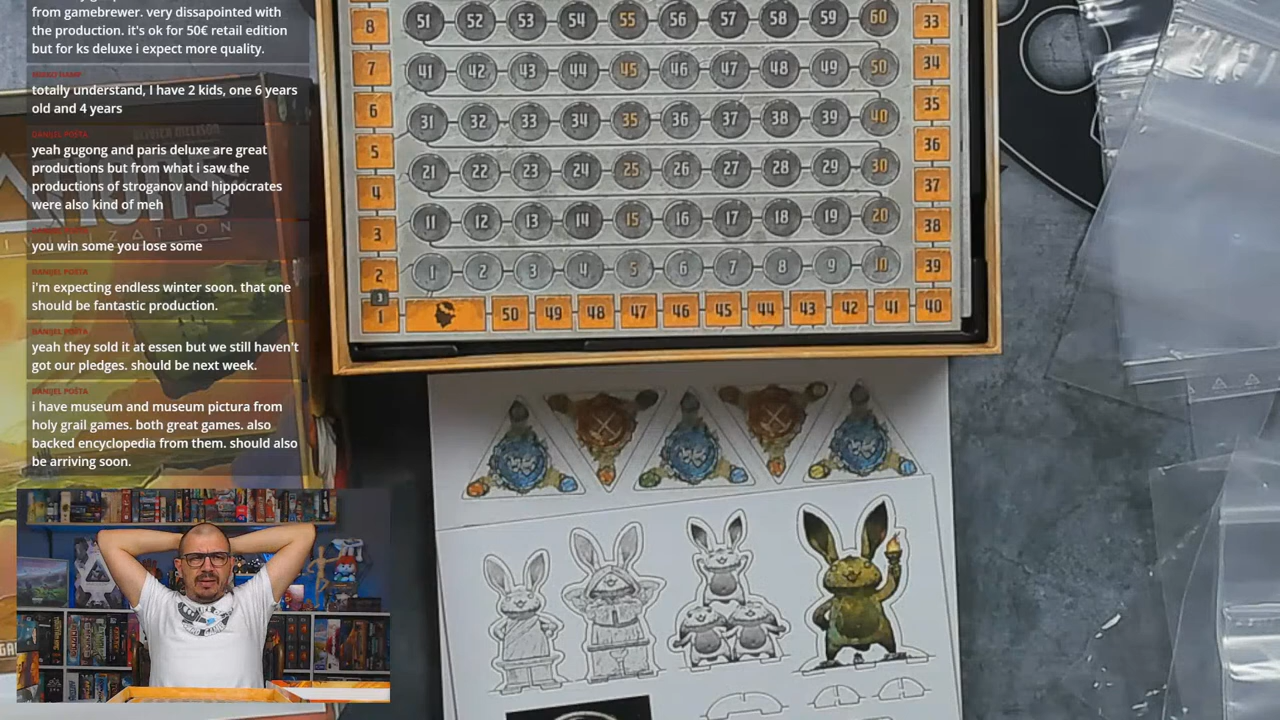 from gamebrewer. very dissapointed with
the production. it's ok for 50€ retail edition
but for ks deluxe i expect more quality.
totally understand, I have 2 kids, one 6 years
old and 4 years
DANIJEL POŠTA
yeah gugong and paris deluxe are great
productions but from what i saw the
productions of stroganov and hippocrates
were also kind of meh
you win some you lose some
DANIJEL POŠTA
i'm expecting endless winter soon. that one
should be fantastic production.
DANIJEL POŠTA
yeah they sold it at essen but we still haven't
got our pledges. should be next week.
DANIJEL POŠTA
i have museum and museum pictura from
holy grail games. both great games. also
backed encyclopedia from them. should also
be arriving soon.
8 51 52 53 54 55 56 57 58 59 60 33
7 41 42 43 44 45 46 47 48 49 50 34
6 31 32 33 34 35 36 37 38 39 40 35
5 21 22 23 24 25 26 27 28 29 30 36
4 37
3 11 12 13 14 15 16 17 18 19 20 38
2 1 2 3 4 5 6 7 8 9 10 39
3
1 50 49 48 47 46 45 44 43 42 41 40